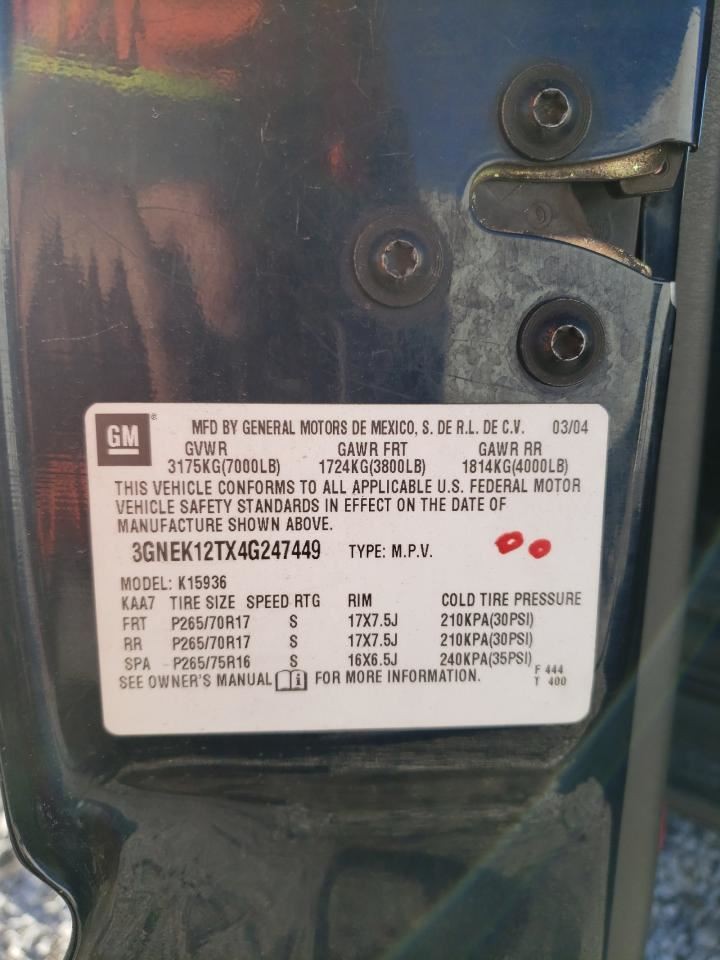 GM ®
MFD BY GENERAL MOTORS DE MEXICO, S. DE R.L. DE C.V. 03/04
GVWR GAWR FRT GAWR RR
3175KG(7000LB) 1724KG(3800LB) 1814KG(4000LB)
THIS VEHICLE CONFORMS TO ALL APPLICABLE U.S. FEDERAL MOTOR
VEHICLE SAFETY STANDARDS IN EFFECT ON THE DATE OF
MANUFACTURE SHOWN ABOVE.
3GNEK12TX4G247449 TYPE: M.P.V.
MODEL: K15936
KAA7 TIRE SIZE SPEED RTG RIM COLD TIRE PRESSURE
FRT P265/70R17 S 17X7.5J 210KPA(30PSI)
RR P265/70R17 S 17X7.5J 210KPA(30PSI)
SPA P265/75R16 S 16X6.5J 240KPA(35PSI)
SEE OWNER'S MANUAL FOR MORE INFORMATION.
F 444
T 400